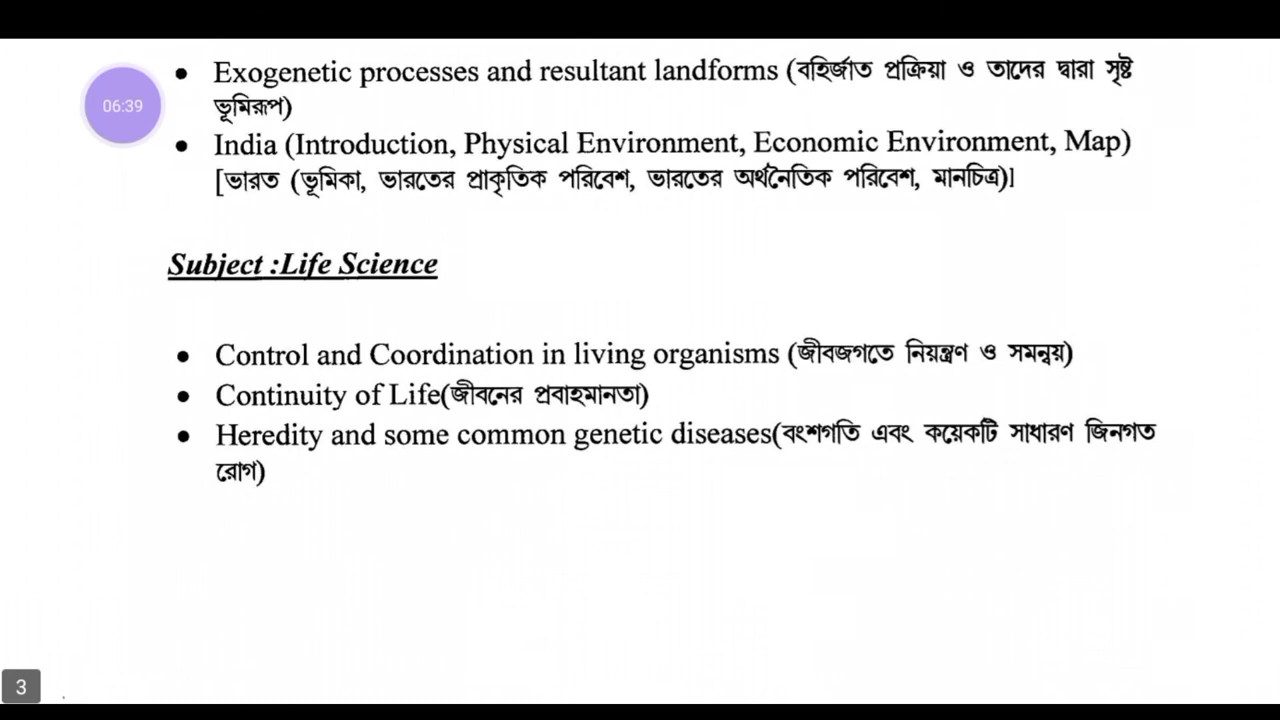 06:39
• Exogenetic processes and resultant landforms (বহির্জাত প্রক্রিয়া ও তাদের দ্বারা সৃষ্ট
ভূমিরূপ)
• India (Introduction, Physical Environment, Economic Environment, Map)
[ভারত (ভূমিকা, ভারতের প্রাকৃতিক পরিবেশ, ভারতের অর্থনৈতিক পরিবেশ, মানচিত্র)]
Subject :Life Science
• Control and Coordination in living organisms (জীবজগতে নিয়ন্ত্রণ ও সমন্বয়)
• Continuity of Life(জীবনের প্রবাহমানতা)
• Heredity and some common genetic diseases(বংশগতি এবং কয়েকটি সাধারণ জিনগত
রোগ)
3